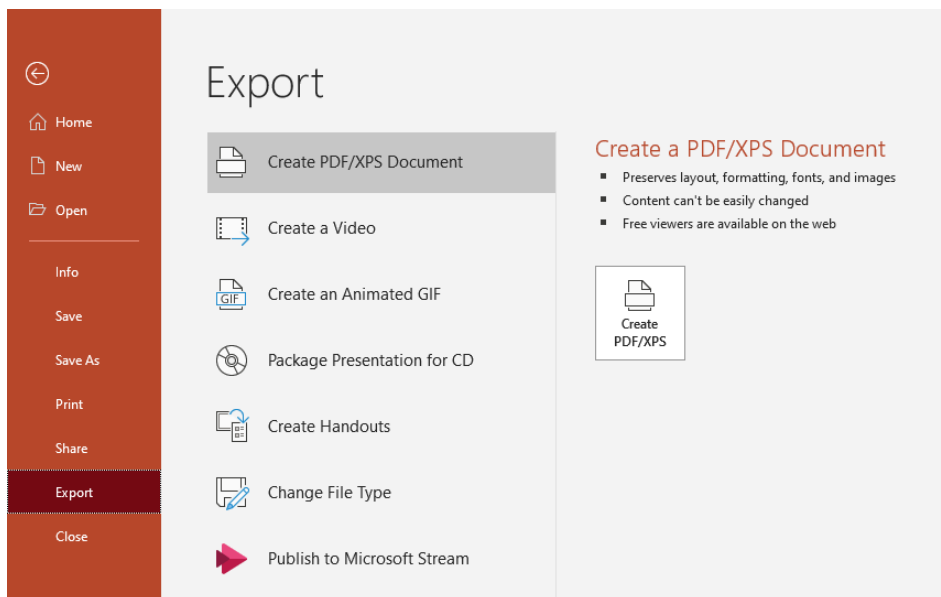 Home
New
Open
Info
Save
Save As
Print
Share
Export
Close
Export
Create PDF/XPS Document
Create a Video
GIF
Create an Animated GIF
Package Presentation for CD
Create Handouts
Change File Type
Publish to Microsoft Stream
Create a PDF/XPS Document
Preserves layout, formatting, fonts, and images
Content can't be easily changed
Free viewers are available on the web
Create
PDF/XPS